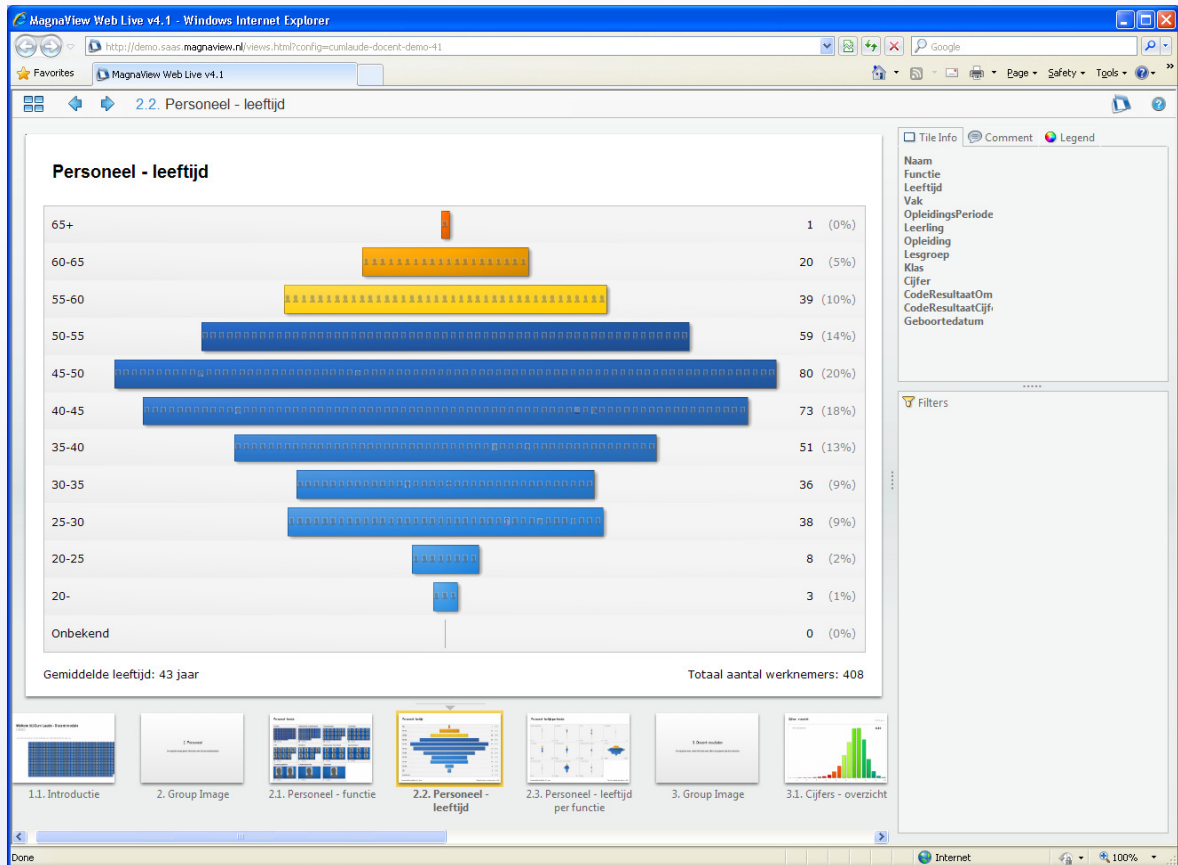 MagnaView Web Live v4.1 - Windows Internet Explorer
http://demo.saas.magnaview.nl/views.html?config=cumlaude-docent-demo-41
Google
Favorites
MagnaView Web Live v4.1
Page
Safety
Tools
»
2.2. Personeel - leeftijd
Personeel - leeftijd
65+ 1 (0%)
60-65 20 (5%)
55-60 39 (10%)
50-55 59 (14%)
45-50 80 (20%)
40-45 73 (18%)
35-40 51 (13%)
30-35 36 (9%)
25-30 38 (9%)
20-25 8 (2%)
20- 3 (1%)
Onbekend 0 (0%)
Gemiddelde leeftijd: 43 jaar
Totaal aantal werknemers: 408
Tile Info
Comment
Legend
Naam
Functie
Leeftijd
Vak
OpleidingsPeriode
Leerling
Opleiding
Lesgroep
Klas
Cijfer
CodeResultaatOm
CodeResultaatCijf
Geboortedatum
Filters
2. Personeel
1.1. Introductie
2. Group Image
2.1. Personeel - functie
2.2. Personeel -
leeftijd
2.3. Personeel - leeftijd
per functie
3. Group Image
3.1. Cijfers - overzicht
Done
Internet
100%